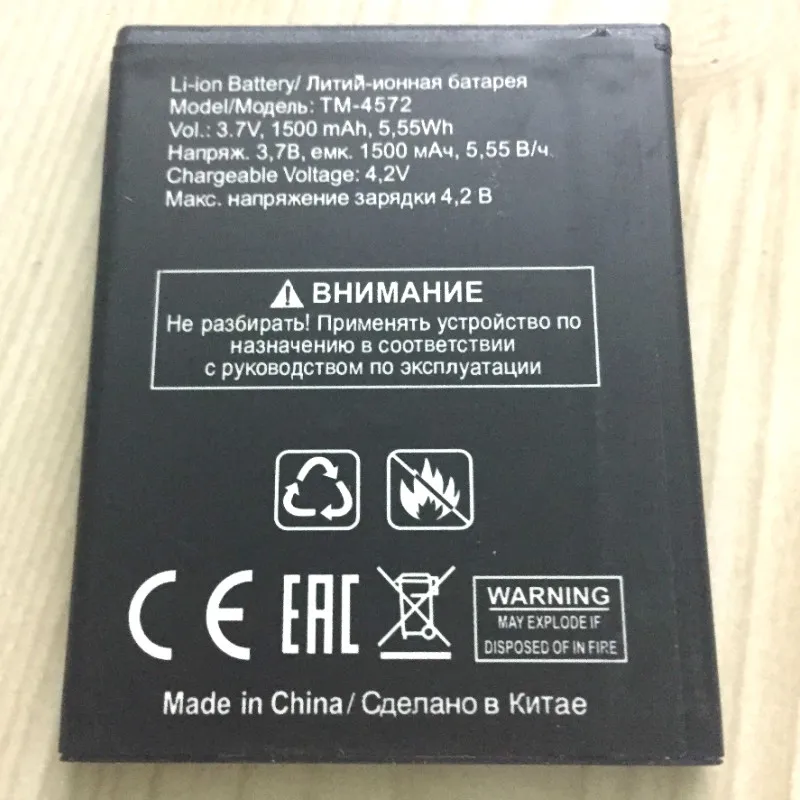 Li-ion Battery/ Литий-ионная батарея
Model/Модель: TM-4572
Vol.: 3.7V, 1500 mAh, 5,55Wh
Напряж. 3,7В, емк. 1500 мАч, 5,55 В/ч.
Chargeable Voltage: 4,2V
Макс. напряжение зарядки 4,2 В
ВНИМАНИЕ
Не разбирать! Применять устройство по
назначению в соответствии
с руководством по эксплуатации
CE EAC
WARNING
MAY EXPLODE IF
DISPOSED OF IN FIRE
Made in China/ Сделано в Китае